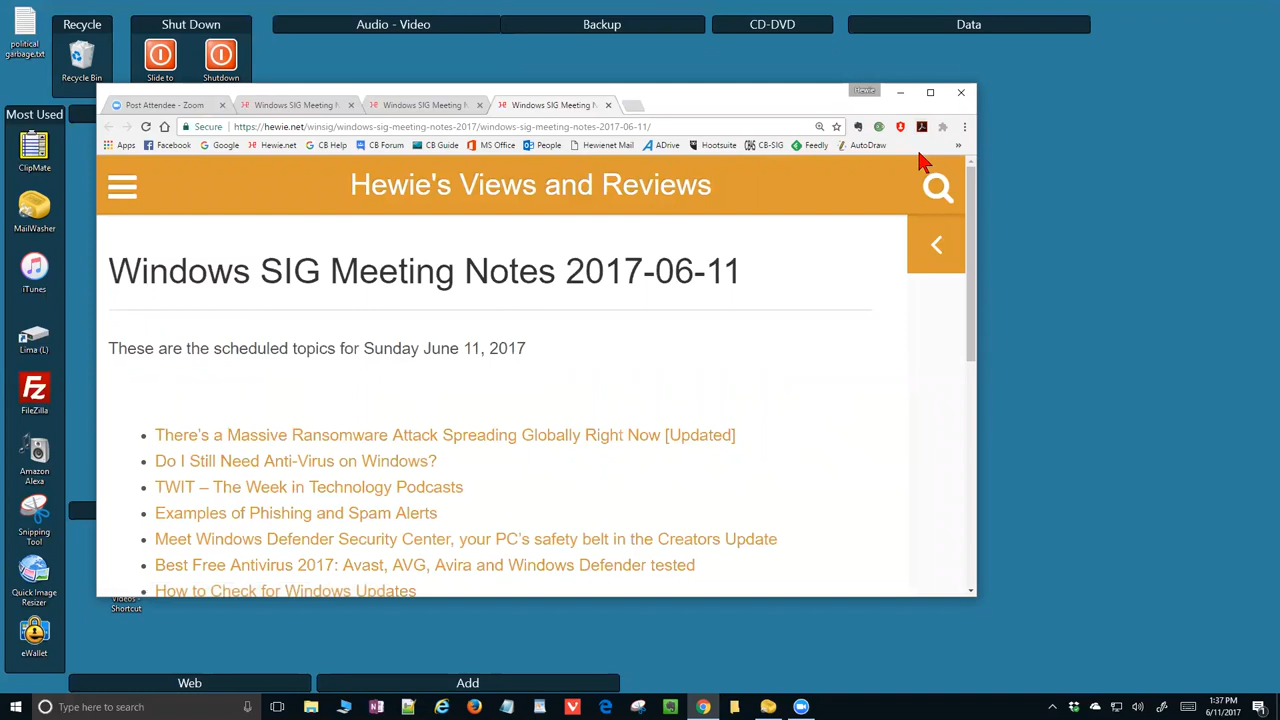 political
garbage.txt
Recycle
Recycle Bin
Shut Down
Slide to
Shutdown
Audio - Video
Backup
CD-DVD
Data
Most Used
ClipMate
MailWasher
iTunes
Lima (L)
FileZilla
Amazon
Alexa
Snipping
Tool
Quick Image
Resizer
eWallet
Hewie
Post Attendee - Zoom
Windows SIG Meeting N
Windows SIG Meeting N
Windows SIG Meeting N
Secure
https://hewie.net/winsig/windows-sig-meeting-notes-2017/windows-sig-meeting-notes-2017-06-11/
Apps Facebook Google Hewie.net CB Help CB Forum CB Guide MS Office People Hewienet Mail ADrive Hootsuite CB-SIG Feedly AutoDraw »
Hewie's Views and Reviews
Windows SIG Meeting Notes 2017-06-11
These are the scheduled topics for Sunday June 11, 2017
• There's a Massive Ransomware Attack Spreading Globally Right Now [Updated]
• Do I Still Need Anti-Virus on Windows?
• TWIT – The Week in Technology Podcasts
• Examples of Phishing and Spam Alerts
• Meet Windows Defender Security Center, your PC's safety belt in the Creators Update
• Best Free Antivirus 2017: Avast, AVG, Avira and Windows Defender tested
• How to Check for Windows Updates
Videos -
Shortcut
Web
Add
Type here to search
1:37 PM
6/11/2017